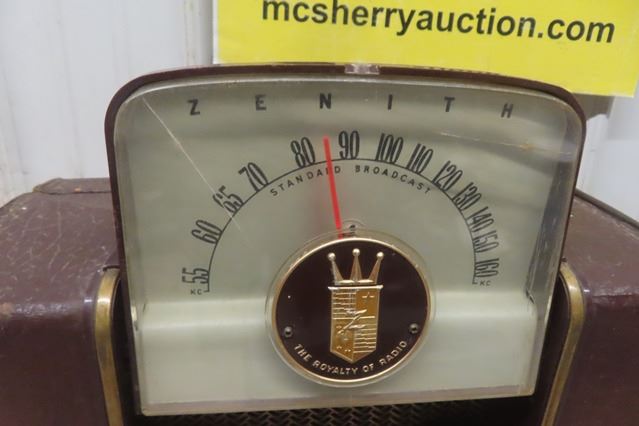 mcsherryauction.com
ZENITH
55 60 65 70 80 90 100 110 120 130 140 150 160
STANDARD BROADCAST
KC KC
THE ROYALTY OF RADIO